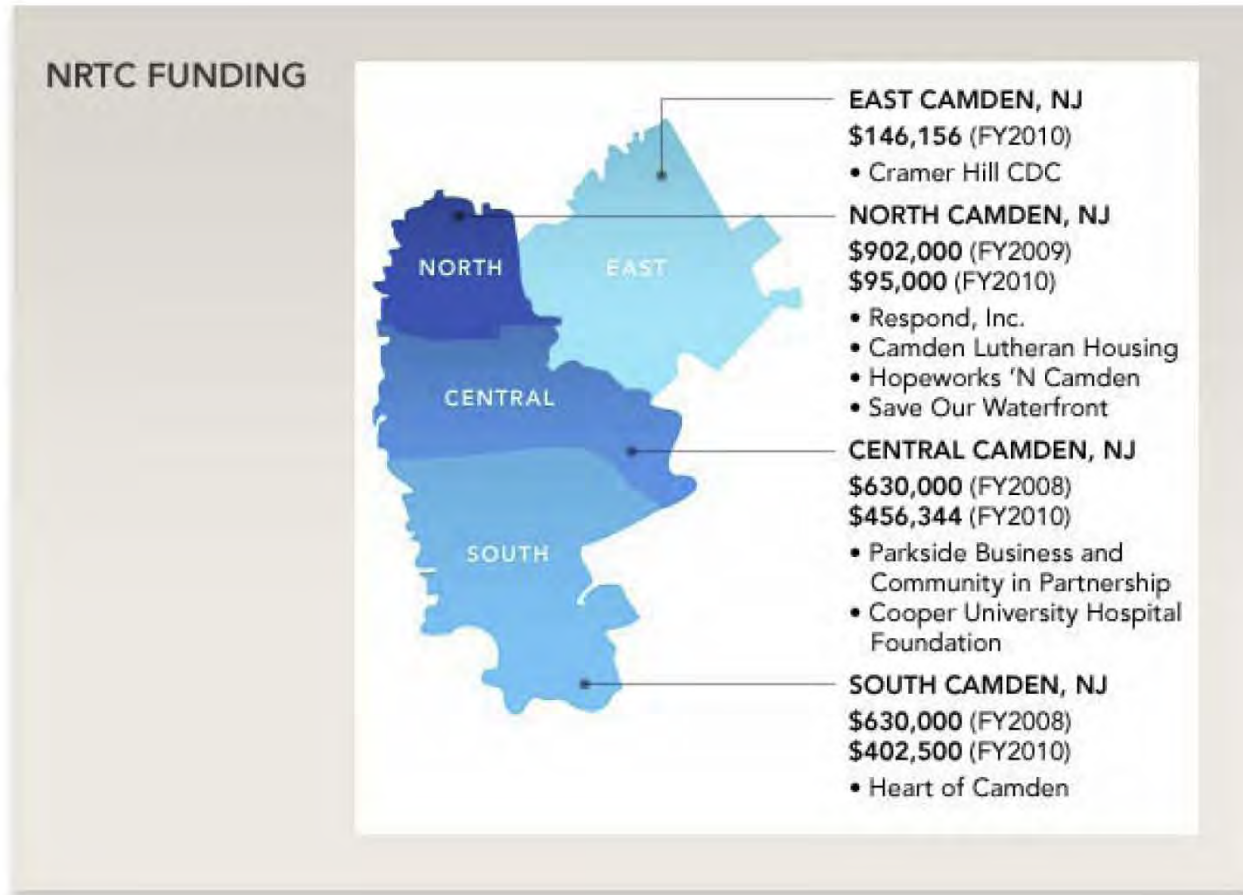 NRTC FUNDING
NORTH
EAST
CENTRAL
SOUTH
EAST CAMDEN, NJ
$146,156 (FY2010)
• Cramer Hill CDC
NORTH CAMDEN, NJ
$902,000 (FY2009)
$95,000 (FY2010)
• Respond, Inc.
• Camden Lutheran Housing
• Hopeworks ’N Camden
• Save Our Waterfront
CENTRAL CAMDEN, NJ
$630,000 (FY2008)
$456,344 (FY2010)
• Parkside Business and
Community in Partnership
• Cooper University Hospital
Foundation
SOUTH CAMDEN, NJ
$630,000 (FY2008)
$402,500 (FY2010)
• Heart of Camden